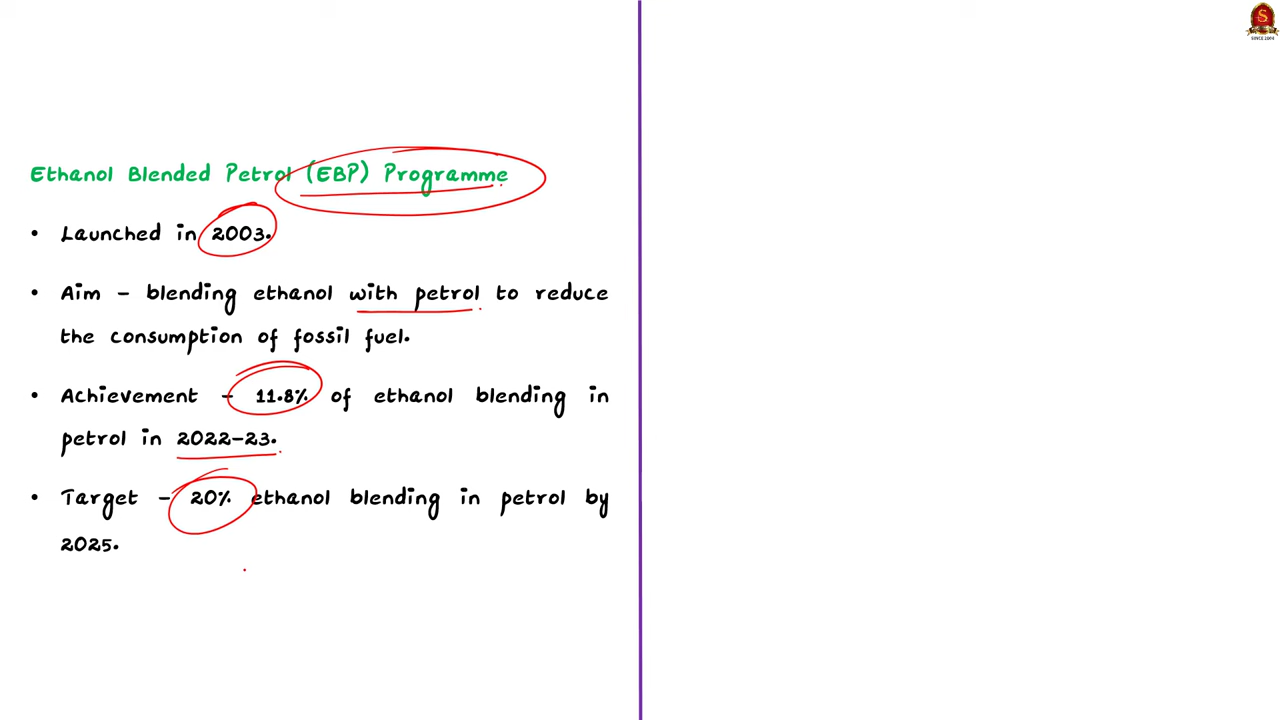 Ethanol Blended Petrol (EBP) Programme
• Launched in 2003.
• Aim – blending ethanol with petrol to reduce
the consumption of fossil fuel.
• Achievement – 11.8% of ethanol blending in
petrol in 2022-23.
• Target – 20% ethanol blending in petrol by
2025.
S
SINCE 2004